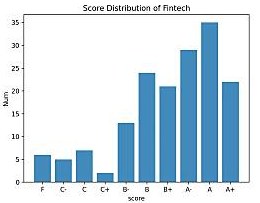 Score Distribution of Fintech
35
30
25
20
15
10
5
0
Num
F C- C C+ B- B B+ A- A A+
score